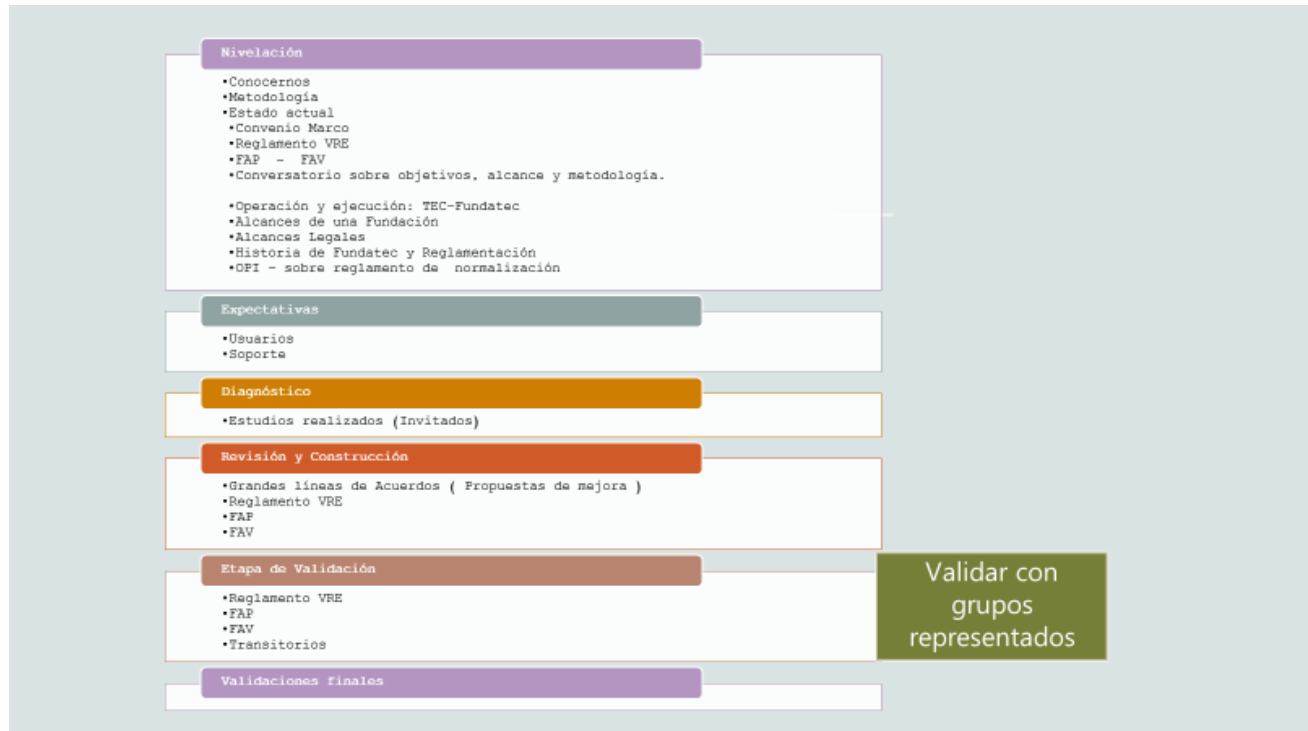 Nivelación
•Conocernos
•Metodología
•Estado actual
•Convenio Marco
•Reglamento VRE
•FAP - FAV
•Conversatorio sobre objetivos, alcance y metodología.
•Operación y ejecución: TEC-Fundatec
•Alcances de una Fundación
•Alcances Legales
•Historia de Fundatec y Reglamentación
•OPI - sobre reglamento de normalización
Expectativas
•Usuarios
•Soporte
Diagnóstico
•Estudios realizados (Invitados)
Revisión y Construcción
•Grandes líneas de Acuerdos ( Propuestas de mejora )
•Reglamento VRE
•FAP
•FAV
Etapa de Validación
•Reglamento VRE
•FAP
•FAV
•Transitorios
Validar con
grupos
representados
Validaciones finales